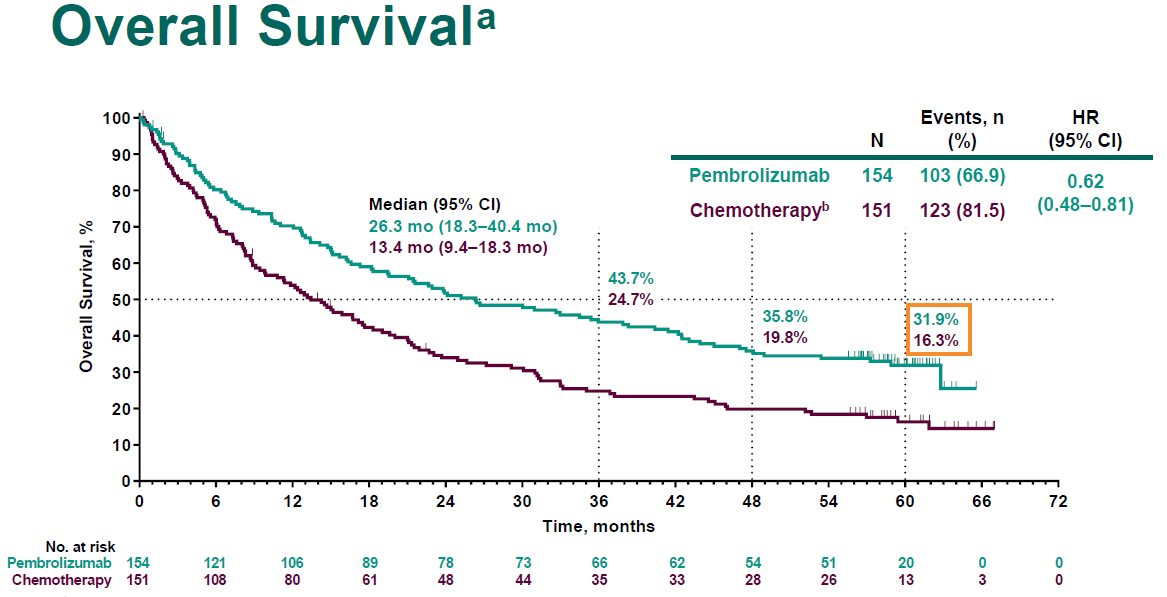 Overall Survivalᵃ
Events, n HR
N (%) (95% CI)
Pembrolizumab 154 103 (66.9) 0.62
Chemotherapyᵇ 151 123 (81.5) (0.48–0.81)
Median (95% CI)
26.3 mo (18.3–40.4 mo)
13.4 mo (9.4–18.3 mo)
43.7%
24.7%
35.8%
19.8%
31.9%
16.3%
Overall Survival, %
100
90
80
70
60
50
40
30
20
10
0
0 6 12 18 24 30 36 42 48 54 60 66 72
Time, months
No. at risk
Pembrolizumab 154 121 106 89 78 73 66 62 54 51 20 0 0
Chemotherapy 151 108 80 61 48 44 35 33 28 26 13 3 0